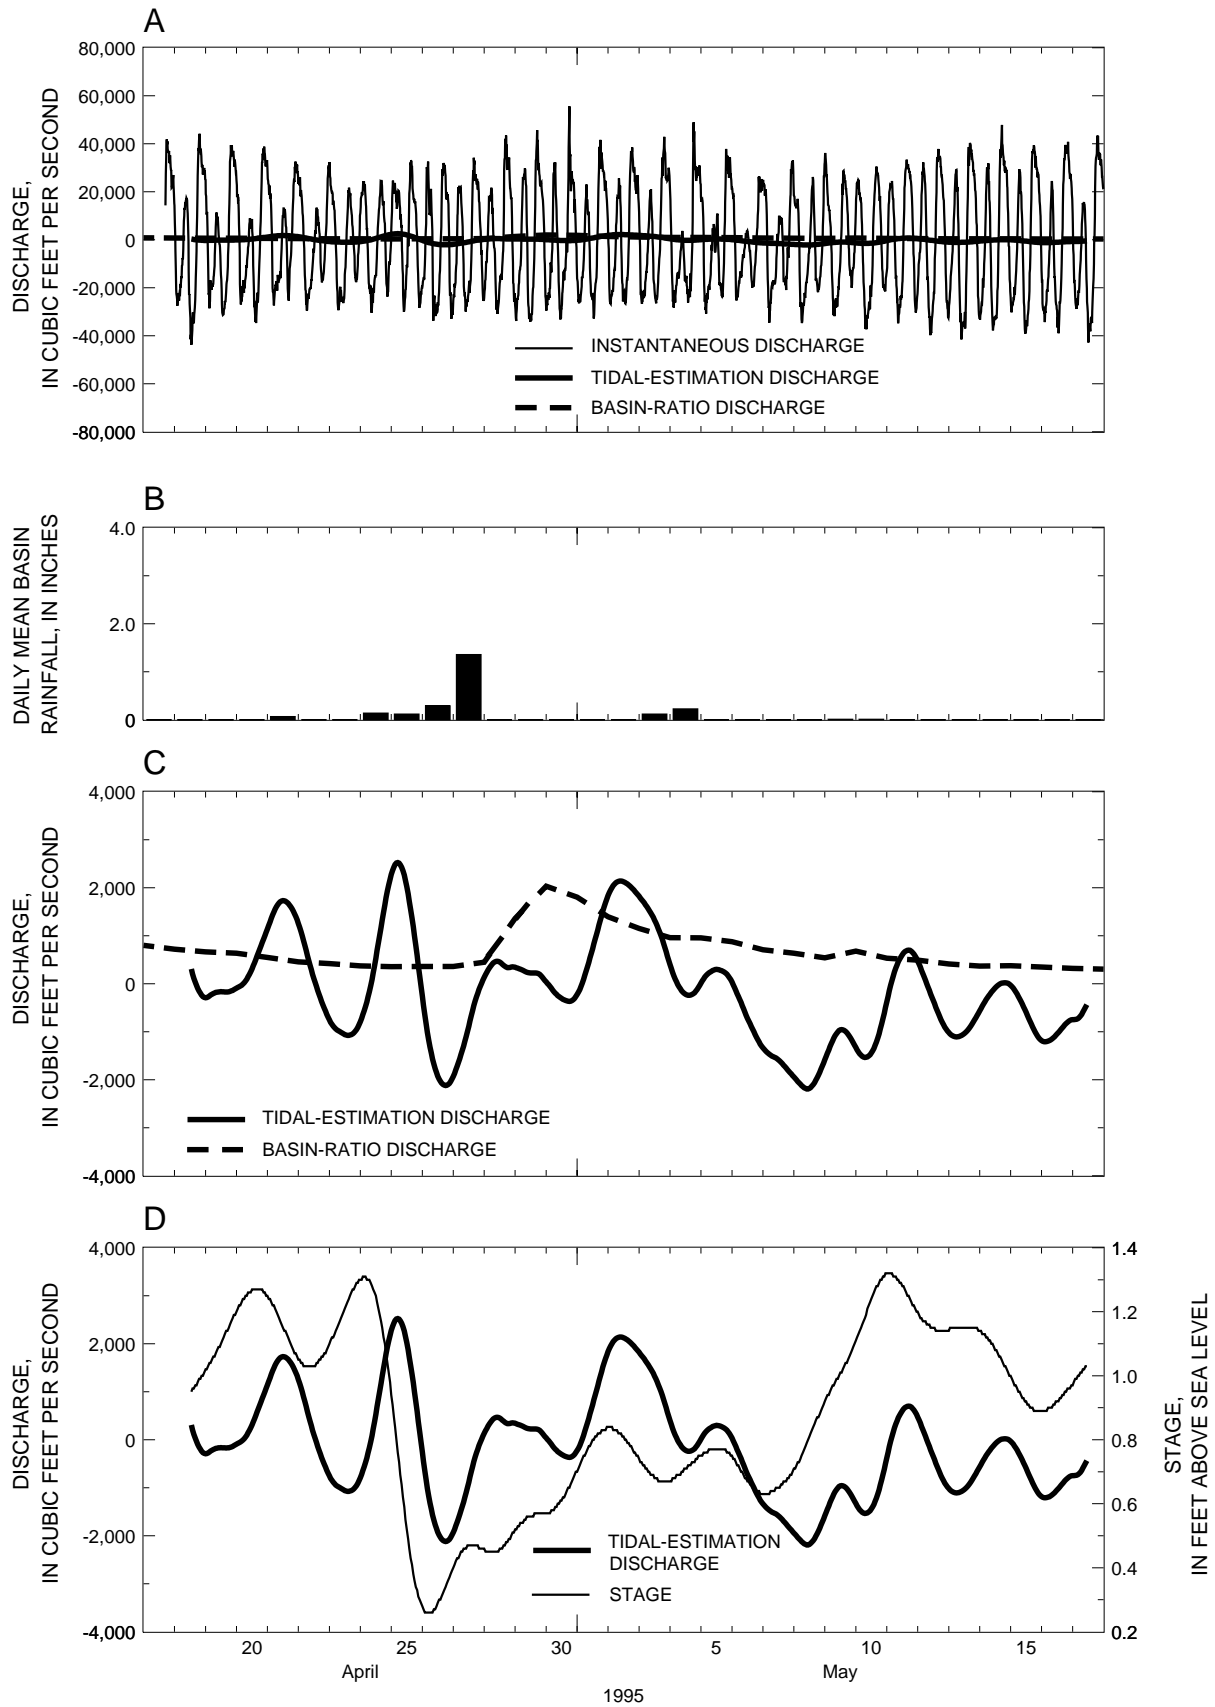 A
80,000
60,000
40,000
20,000
0
-20,000
-40,000
-60,000
-80,000
DISCHARGE,
IN CUBIC FEET PER SECOND
INSTANTANEOUS DISCHARGE
TIDAL-ESTIMATION DISCHARGE
BASIN-RATIO DISCHARGE
B
4.0
2.0
0
DAILY MEAN BASIN
RAINFALL, IN INCHES
C
4,000
2,000
0
-2,000
-4,000
DISCHARGE,
IN CUBIC FEET PER SECOND
TIDAL-ESTIMATION DISCHARGE
BASIN-RATIO DISCHARGE
D
4,000
2,000
0
-2,000
-4,000
DISCHARGE,
IN CUBIC FEET PER SECOND
1.4
1.2
1.0
0.8
0.6
0.4
0.2
STAGE,
IN FEET ABOVE SEA LEVEL
TIDAL-ESTIMATION
DISCHARGE
STAGE
20 25 30 5 10 15
April May
1995